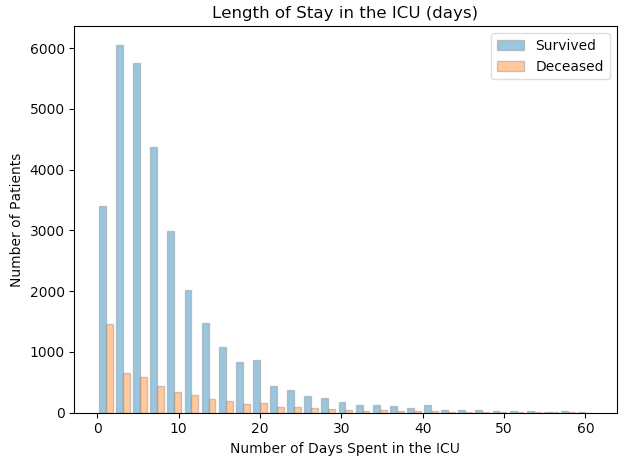 Length of Stay in the ICU (days)
Survived
Deceased
Number of Patients
6000
5000
4000
3000
2000
1000
0
0 10 20 30 40 50 60
Number of Days Spent in the ICU